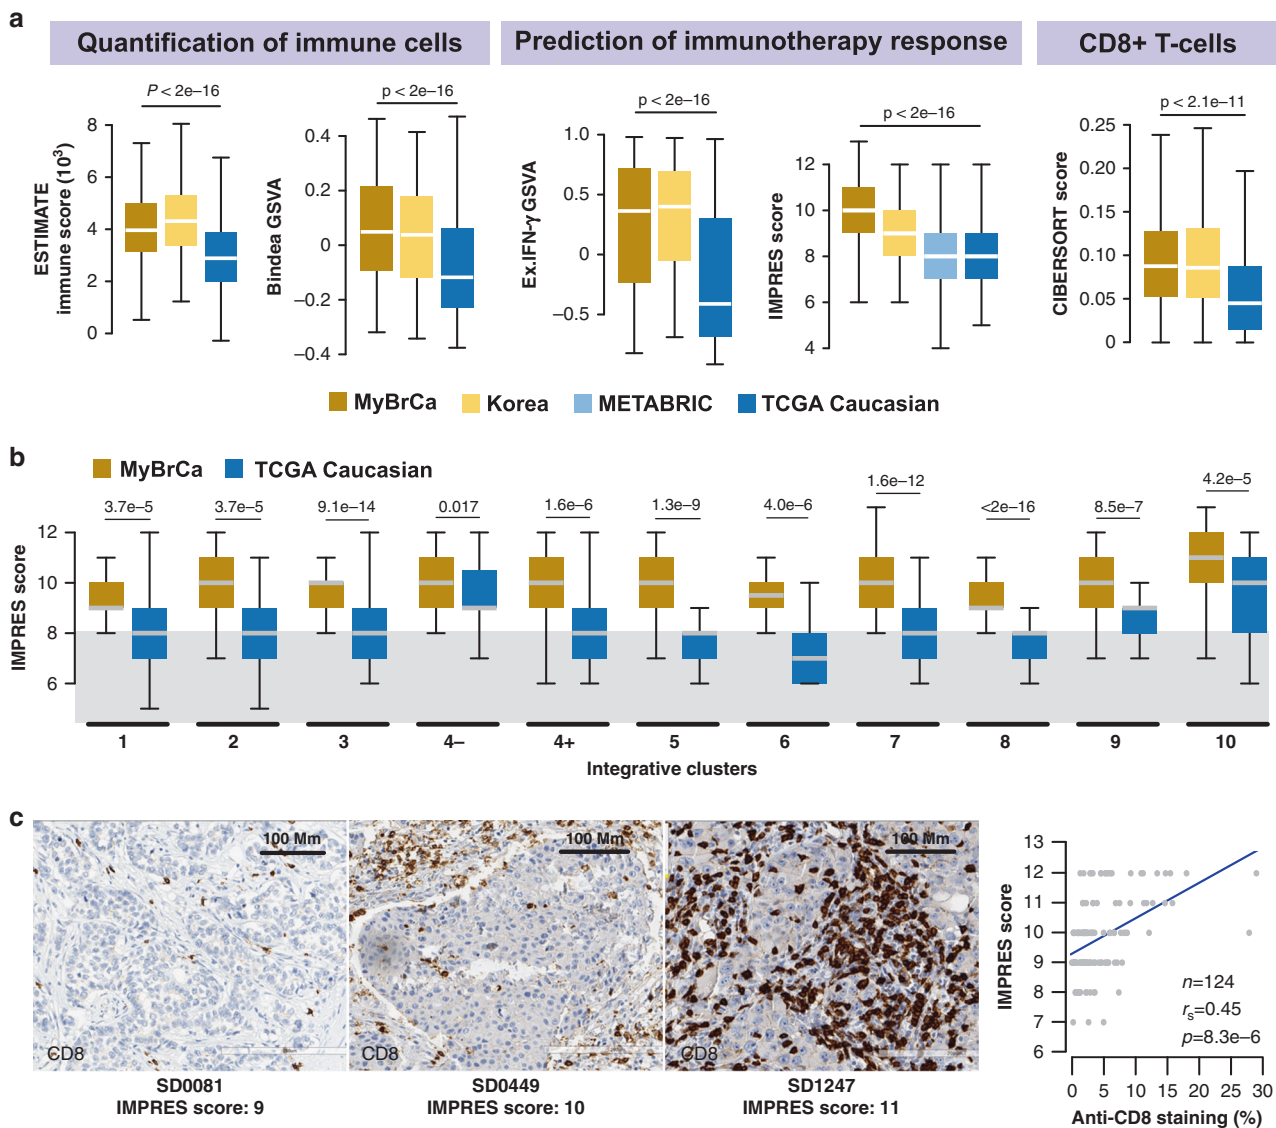 a
Quantification of immune cells
Prediction of immunotherapy response
CD8+ T-cells
P < 2e–16
ESTIMATE
immune score (10³)
8
6
4
2
0
p < 2e–16
Bindea GSVA
0.4
0.2
0
–0.2
–0.4
p < 2e–16
Ex.IFN-γ GSVA
1.0
0.5
0
–0.5
p < 2e–16
IMPRES score
12
10
8
6
4
p < 2.1e–11
CIBERSORT score
0.25
0.20
0.15
0.10
0.05
0
MyBrCa
Korea
METABRIC
TCGA Caucasian
b
MyBrCa
TCGA Caucasian
3.7e–5
3.7e–5
9.1e–14
0.017
1.6e–6
1.3e–9
4.0e–6
1.6e–12
<2e–16
8.5e–7
4.2e–5
IMPRES score
12
10
8
6
1
2
3
4–
4+
5
6
7
8
9
10
Integrative clusters
c
100 Mm
CD8
SD0081
IMPRES score: 9
100 Mm
CD8
SD0449
IMPRES score: 10
100 Mm
CD8
SD1247
IMPRES score: 11
IMPRES score
13
12
11
10
9
8
7
6
n=124
rs=0.45
p=8.3e–6
0 5 10 15 20 25 30
Anti-CD8 staining (%)